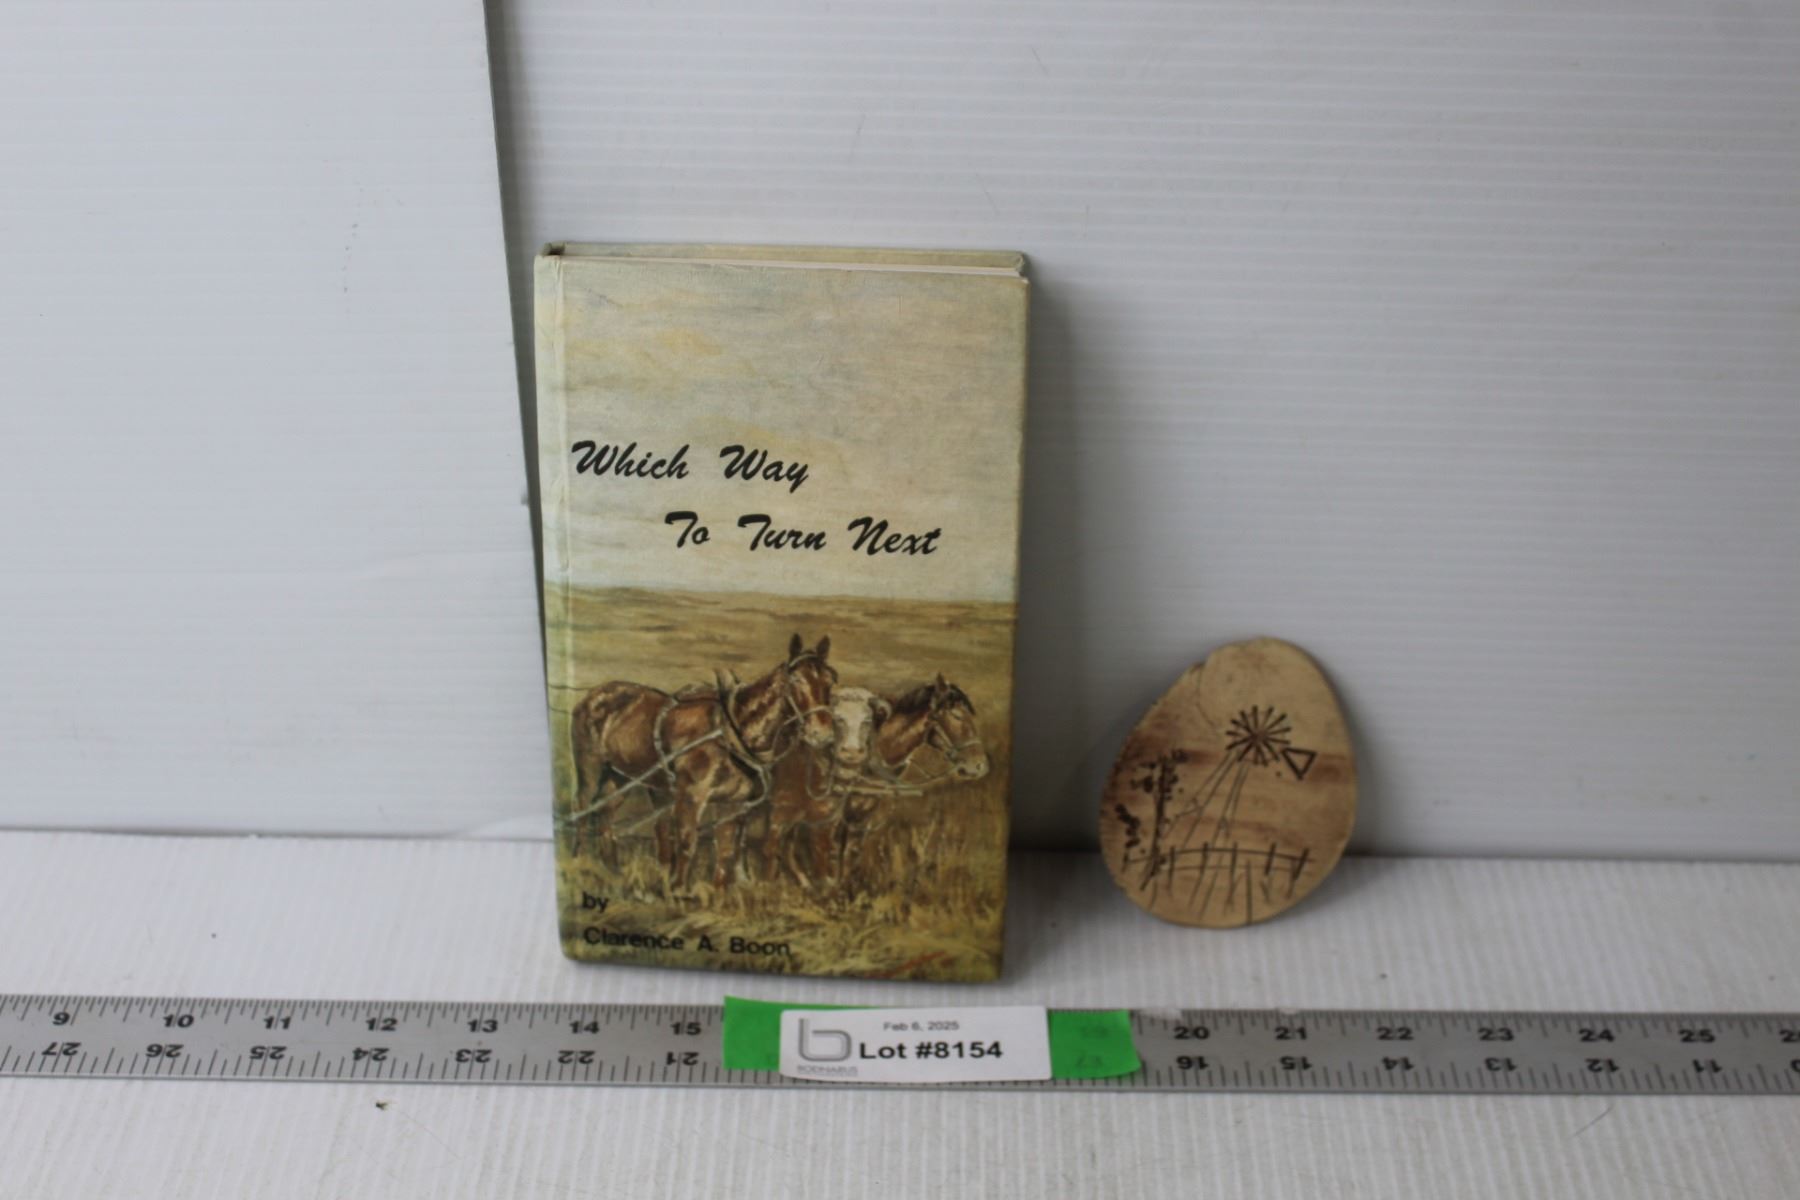 Which Way
To Turn Next
by
Clarence A. Boon
9 10 11 12 13 14 15 20 21 22 23 24 25
27 26 25 24 23 22 21 16 15 14 13 12 11
Feb 6, 2025
Lot #8154
BODNARUS